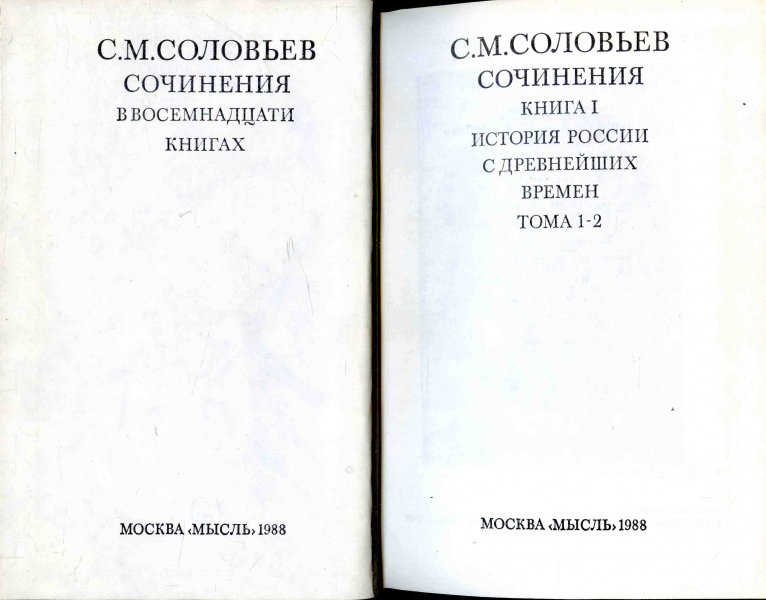 С.М.СОЛОВЬЕВ
СОЧИНЕНИЯ
В ВОСЕМНАДЦАТИ
КНИГАХ
МОСКВА «МЫСЛЬ» 1988
С.М.СОЛОВЬЕВ
СОЧИНЕНИЯ
КНИГА I
ИСТОРИЯ РОССИИ
С ДРЕВНЕЙШИХ
ВРЕМЕН
ТОМА 1-2
МОСКВА «МЫСЛЬ» 1988